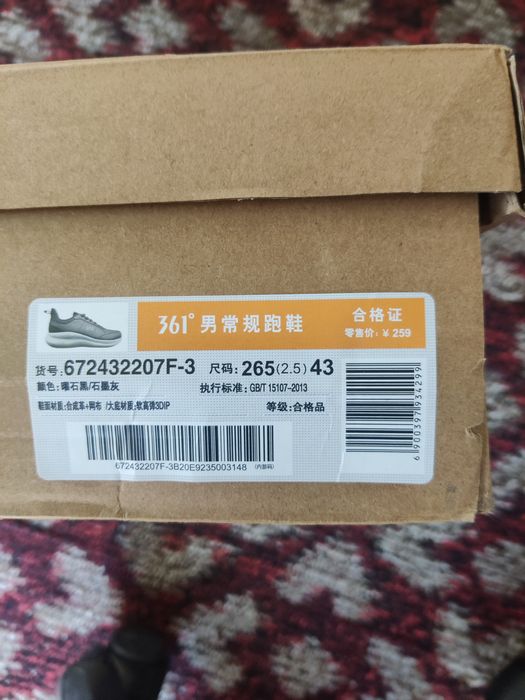 361° 男常规跑鞋
合格证
零售价: ¥ 259
货号:672432207F-3 尺码: 265(2.5) 43
颜色:曜石黑/石墨灰 执行标准: GB/T 15107-2013
鞋面材质:合成革+网布 /大底材质:软高弹3DIP 等级:合格品
672432207F-3B20E9235003148 (内部码)
6900397934299